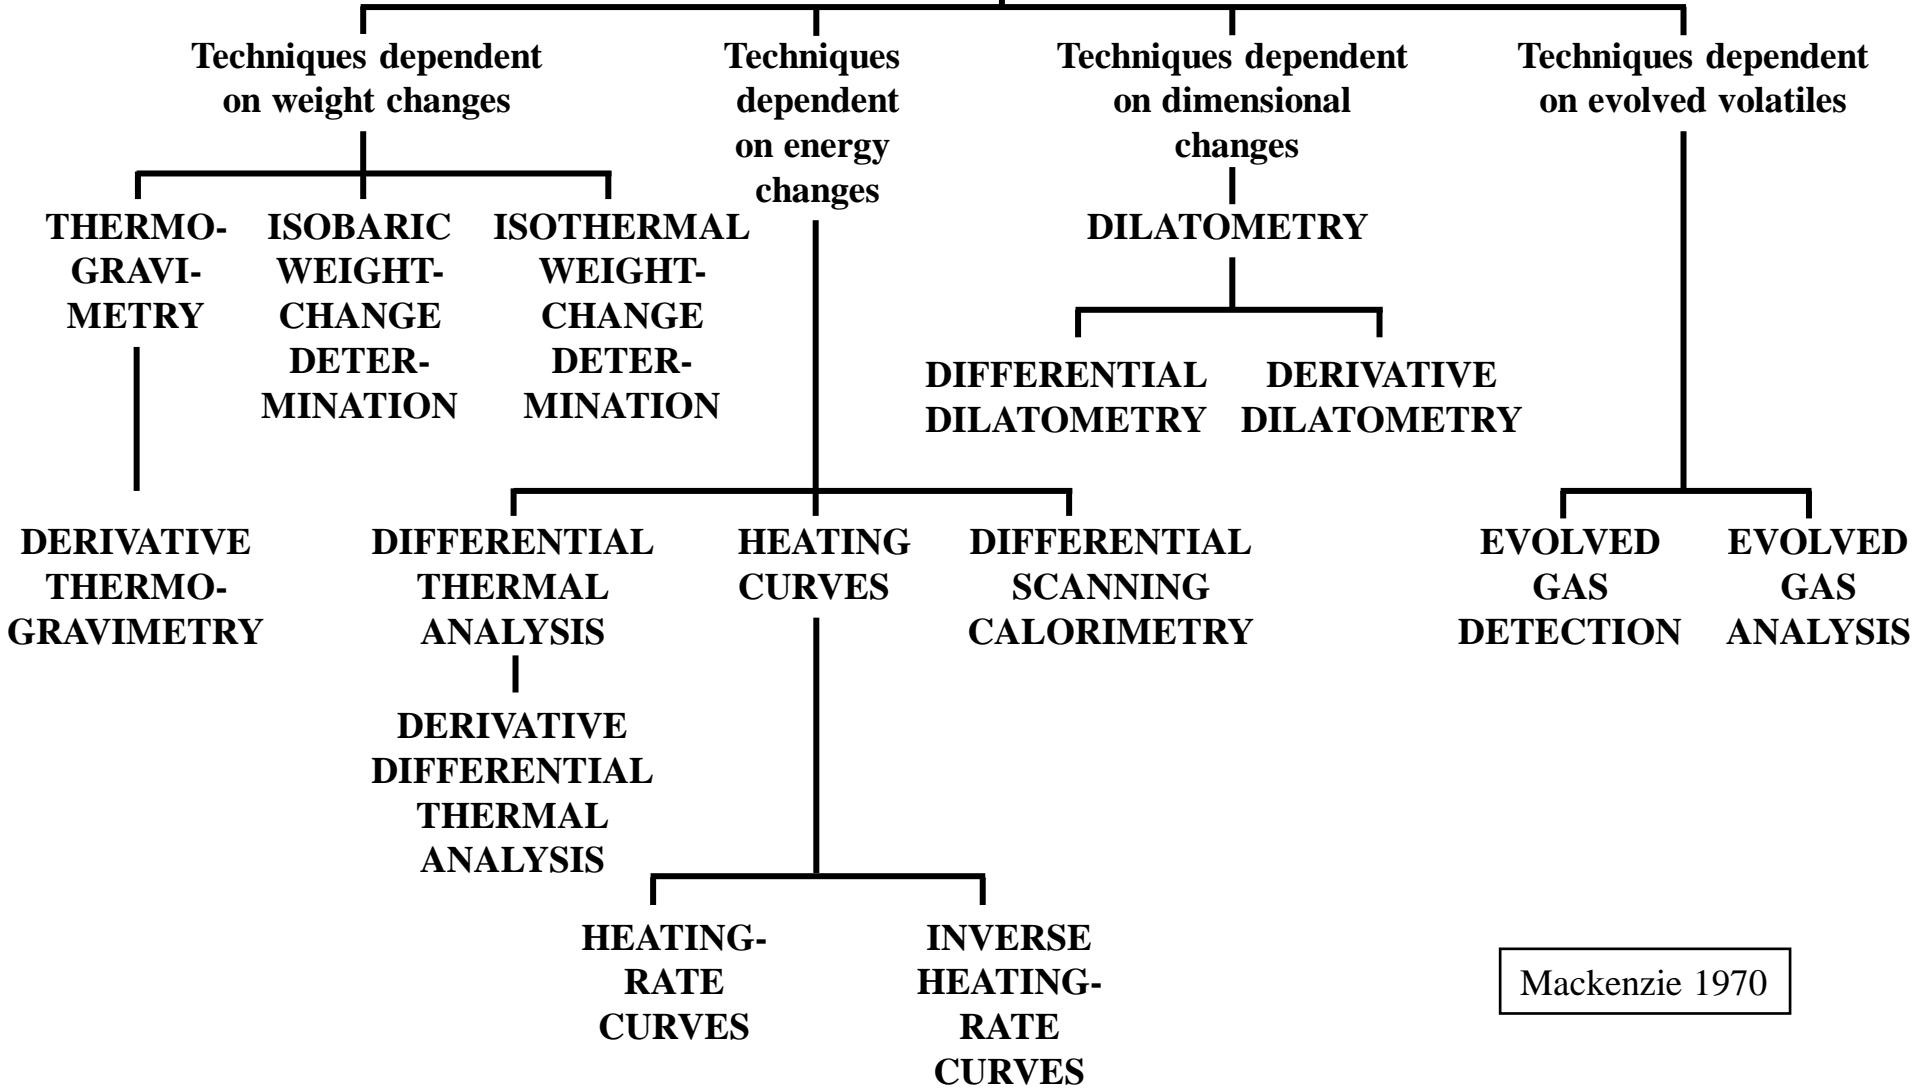 Techniques dependent
on weight changes
Techniques
dependent
on energy
changes
Techniques dependent
on dimensional
changes
Techniques dependent
on evolved volatiles
THERMO-
GRAVI-
METRY
ISOBARIC
WEIGHT-
CHANGE
DETER-
MINATION
ISOTHERMAL
WEIGHT-
CHANGE
DETER-
MINATION
DILATOMETRY
DIFFERENTIAL
DILATOMETRY
DERIVATIVE
DILATOMETRY
DERIVATIVE
THERMO-
GRAVIMETRY
DIFFERENTIAL
THERMAL
ANALYSIS
HEATING
CURVES
DIFFERENTIAL
SCANNING
CALORIMETRY
EVOLVED
GAS
DETECTION
EVOLVED
GAS
ANALYSIS
DERIVATIVE
DIFFERENTIAL
THERMAL
ANALYSIS
HEATING-
RATE
CURVES
INVERSE
HEATING-
RATE
CURVES
Mackenzie 1970